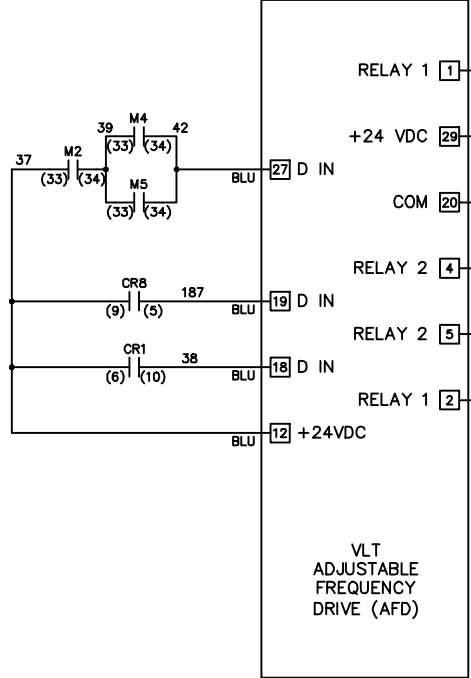 RELAY 1 1
M4
39 42
(33) (34)
+24 VDC 29
37 M2
(33) (34)
BLU 27 D IN
M5
(33) (34)
COM 20
RELAY 2 4
CR8
187
(9) (5)
BLU 19 D IN
RELAY 2 5
CR1
38
(6) (10)
BLU 18 D IN
RELAY 1 2
BLU 12 +24VDC
VLT
ADJUSTABLE
FREQUENCY
DRIVE (AFD)